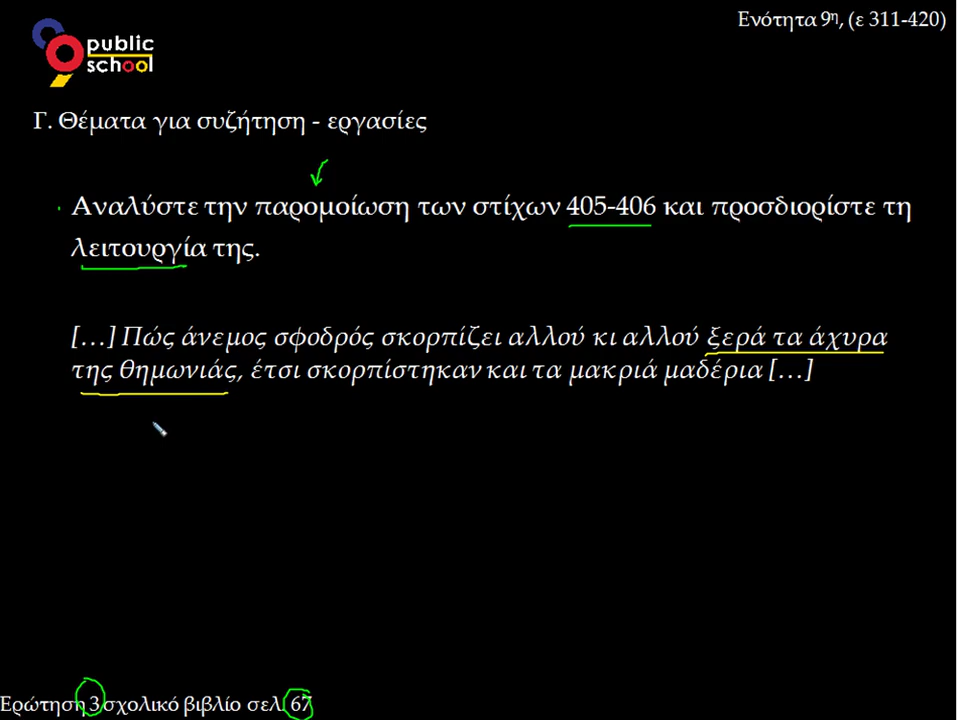 Ενότητα 9η, (ε 311-420)
public
school
Γ. Θέματα για συζήτηση - εργασίες
Αναλύστε την παρομοίωση των στίχων 405-406 και προσδιορίστε τη
λειτουργία της.
[…] Πώς άνεμος σφοδρός σκορπίζει αλλού κι αλλού ξερά τα άχυρα
της θημωνιάς, έτσι σκορπίστηκαν και τα μακριά μαδέρια […]
Ερώτηση 3 σχολικό βιβλίο σελ. 67